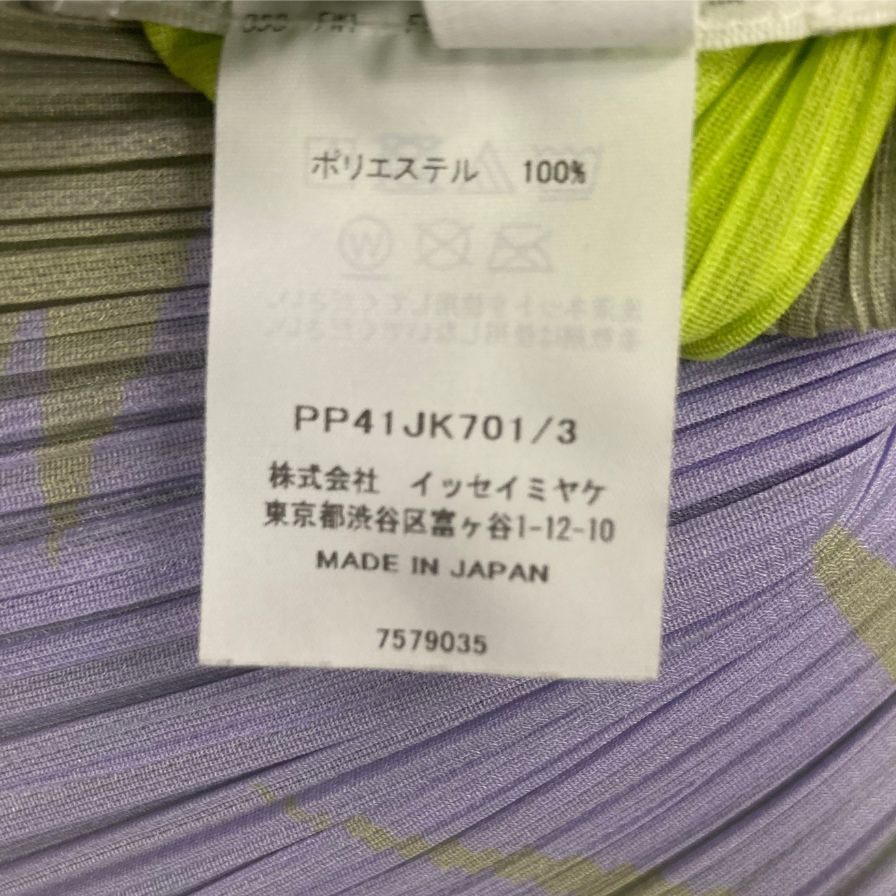 ポリエステル 100%
PP41JK701/3
株式会社 イッセイミヤケ
東京都渋谷区富ヶ谷1-12-10
MADE IN JAPAN
7579035